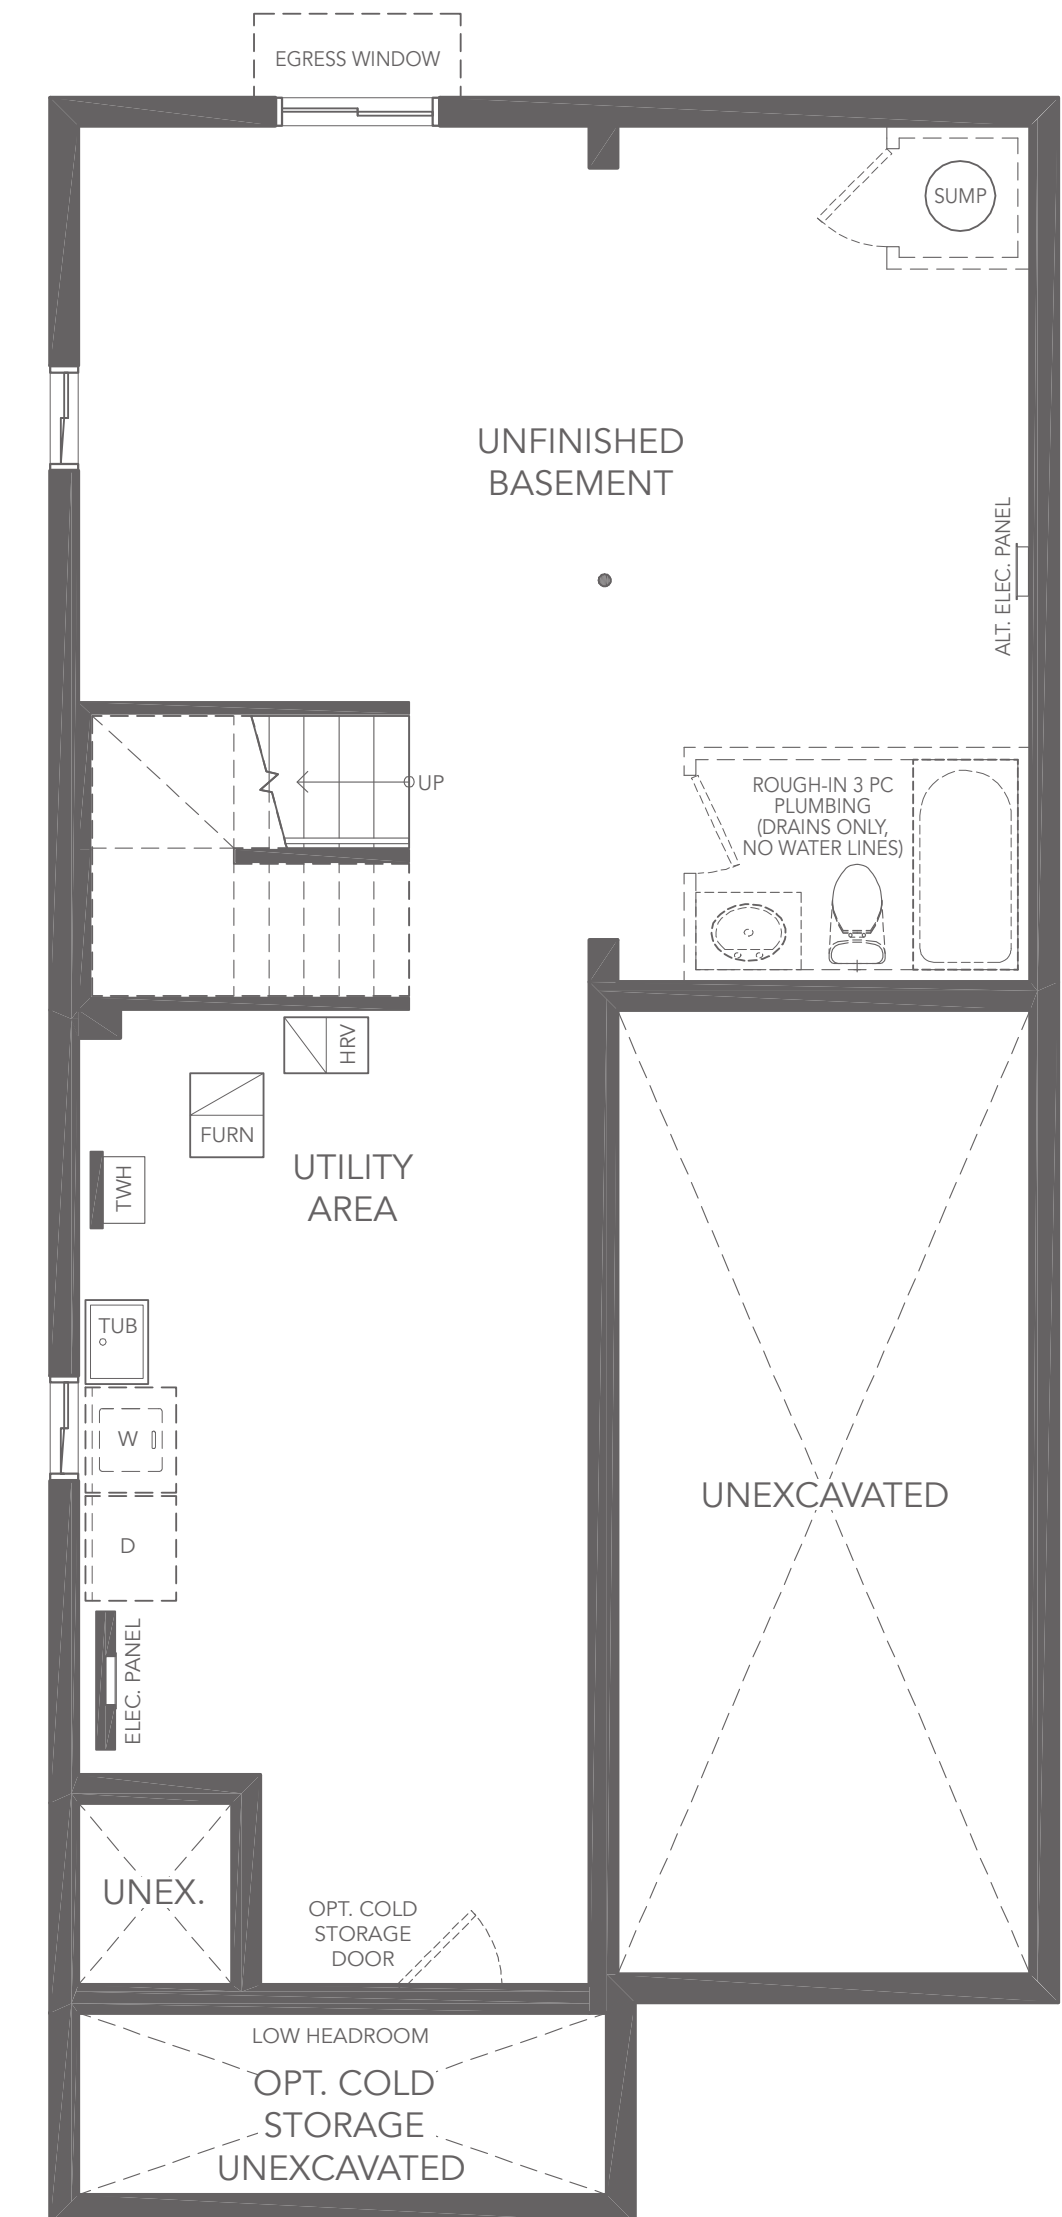 EGRESS WINDOW
SUMP
UNFINISHED
BASEMENT
ALT. ELEC. PANEL
UP
ROUGH-IN 3 PC
PLUMBING
(DRAINS ONLY,
NO WATER LINES)
HRV
FURN
UTILITY
AREA
TWH
TUB
W
D
ELEC. PANEL
UNEXCAVATED
UNEX.
OPT. COLD
STORAGE
DOOR
LOW HEADROOM
OPT. COLD
STORAGE
UNEXCAVATED